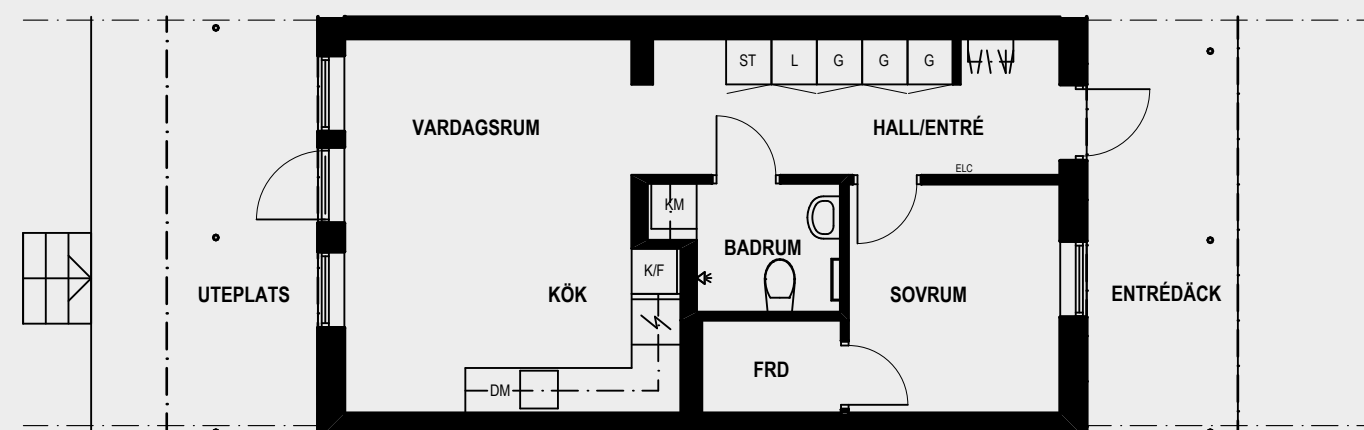 ST L G G G
VARDAGSRUM
HALL/ENTRÉ
ELC
KM
BADRUM
K/F
UTEPLATS
KÖK
SOVRUM
ENTRÉDÄCK
FRD
DM